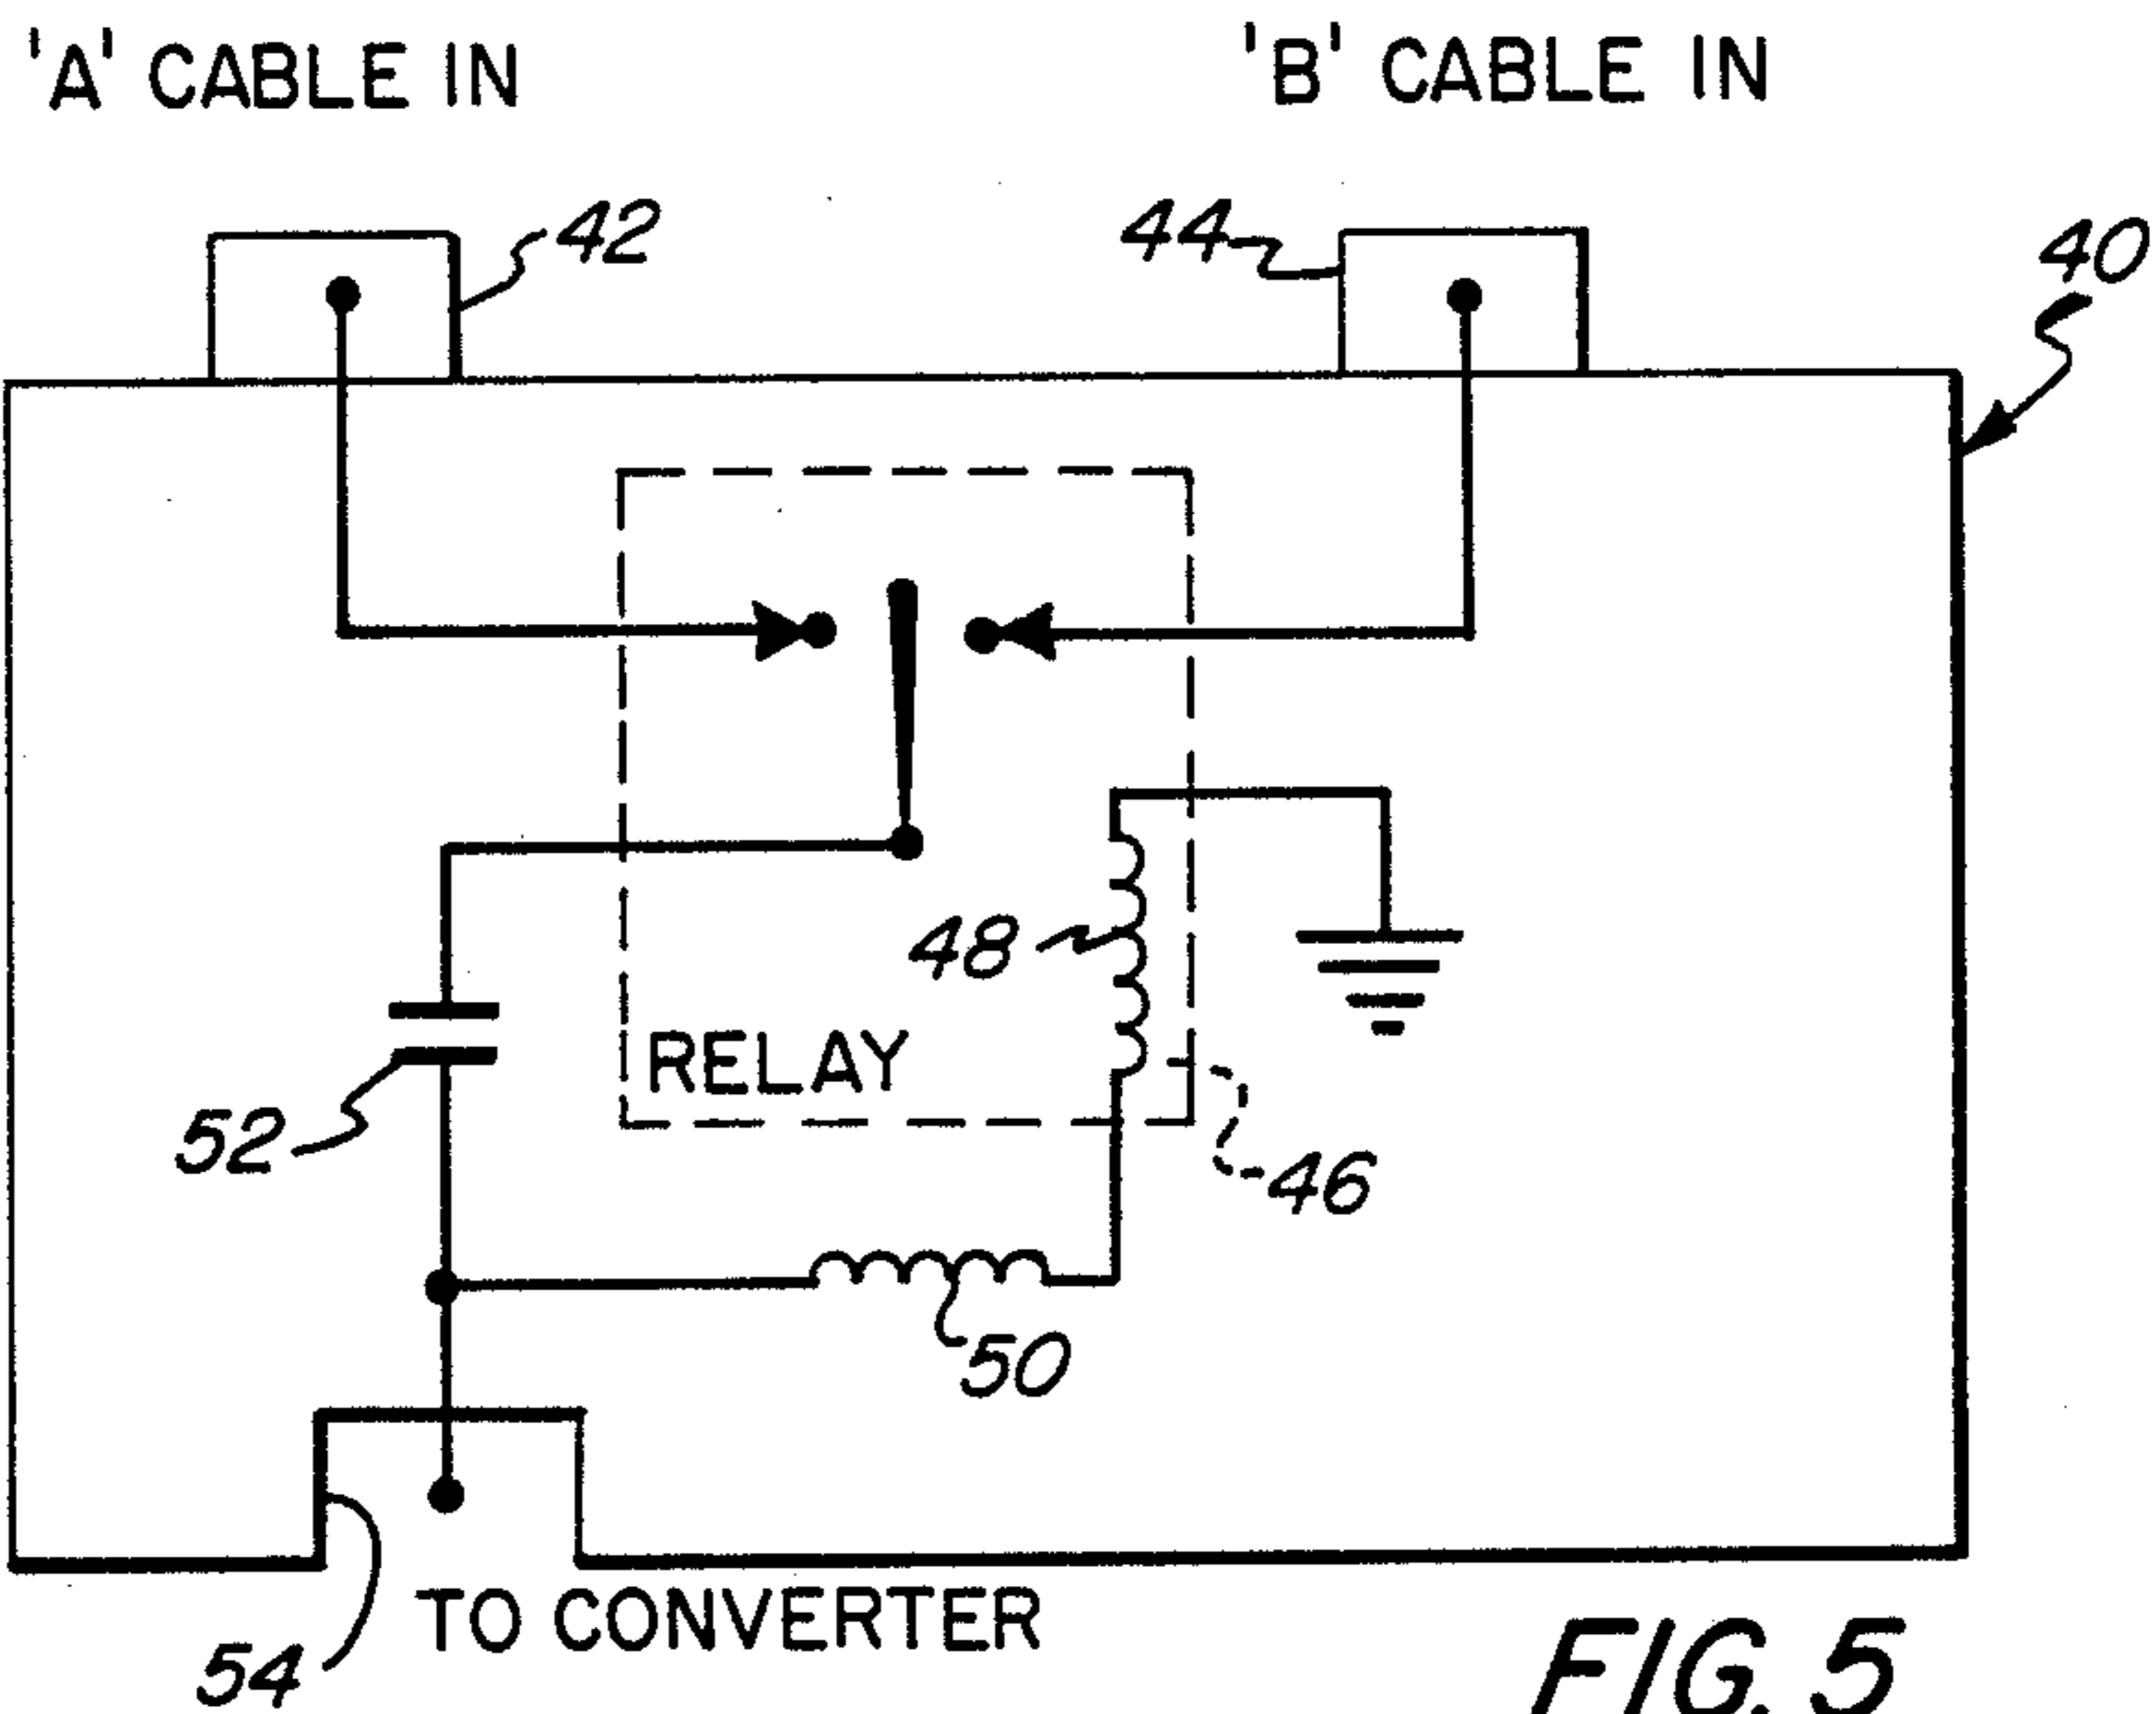 'A' CABLE IN
'B' CABLE IN
42
44
40
48
RELAY
52
46
50
TO CONVERTER
54
FIG. 5